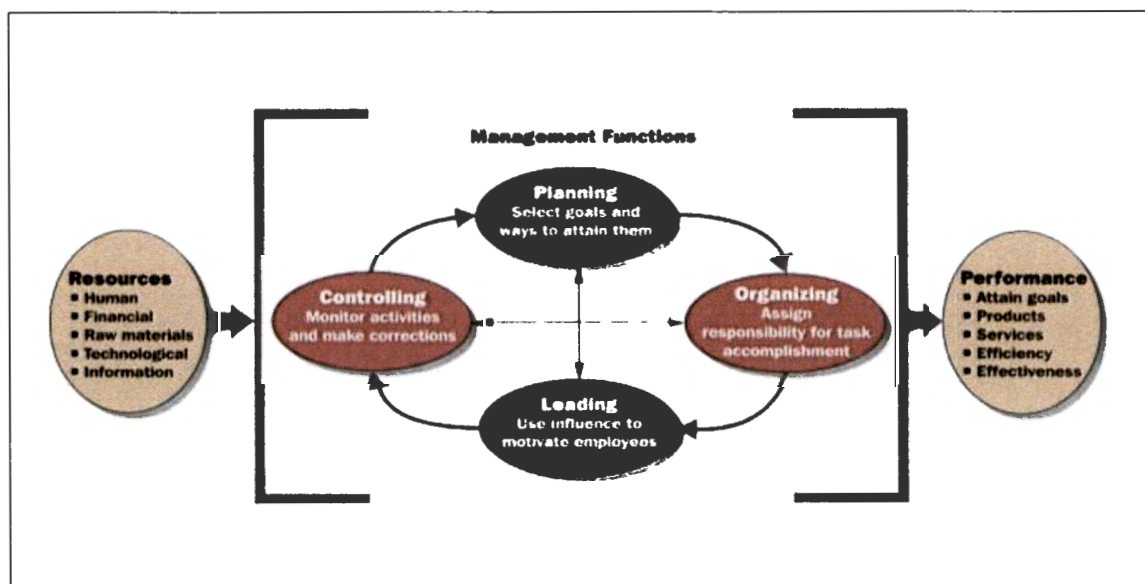 Management Functions
Planning
Select goals and
ways to attain them
Resources
▪ Human
▪ Financial
▪ Raw materials
▪ Technological
▪ Information
Controlling
Monitor activities
and make corrections
Organizing
Assign
responsibility for task
accomplishment
Leading
Use influence to
motivate employees
Performance
▪ Attain goals
▪ Products
▪ Services
▪ Efficiency
▪ Effectiveness